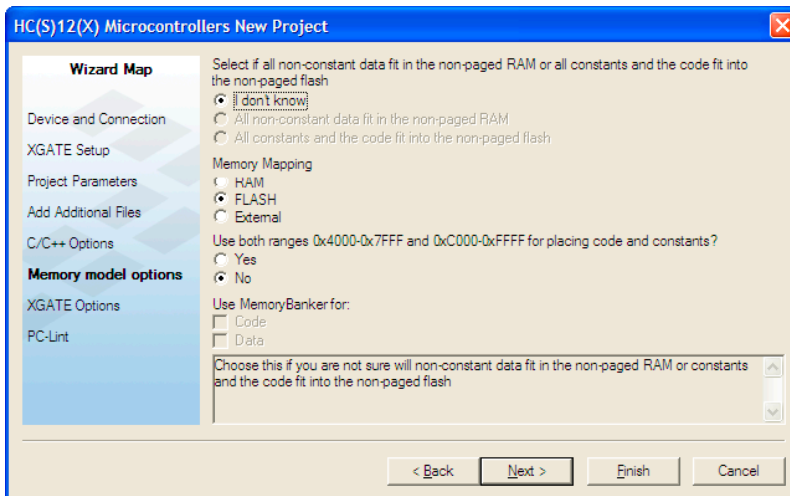 HC(S)12(X) Microcontrollers New Project
Wizard Map
Device and Connection
XGATE Setup
Project Parameters
Add Additional Files
C/C++ Options
Memory model options
XGATE Options
PC-Lint
Select if all non-constant data fit in the non-paged RAM or all constants and the code fit into
the non-paged flash
I don't know
All non-constant data fit in the non-paged RAM
All constants and the code fit into the non-paged flash
Memory Mapping
RAM
FLASH
External
Use both ranges 0x4000-0x7FFF and 0xC000-0xFFFF for placing code and constants?
Yes
No
Use MemoryBanker for:
Code
Data
Choose this if you are not sure will non-constant data fit in the non-paged RAM or constants
and the code fit into the non-paged flash
< Back
Next >
Finish
Cancel